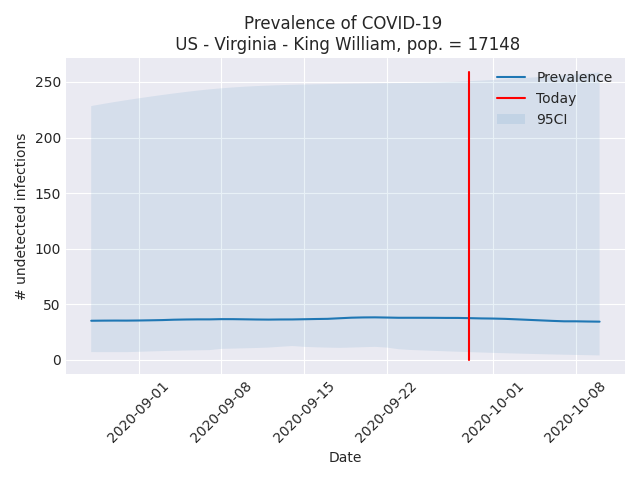 Prevalence of COVID-19
US - Virginia - King William, pop. = 17148
Prevalence
Today
95CI
# undetected infections
250
200
150
100
50
0
2020-09-01
2020-09-08
2020-09-15
2020-09-22
2020-10-01
2020-10-08
Date